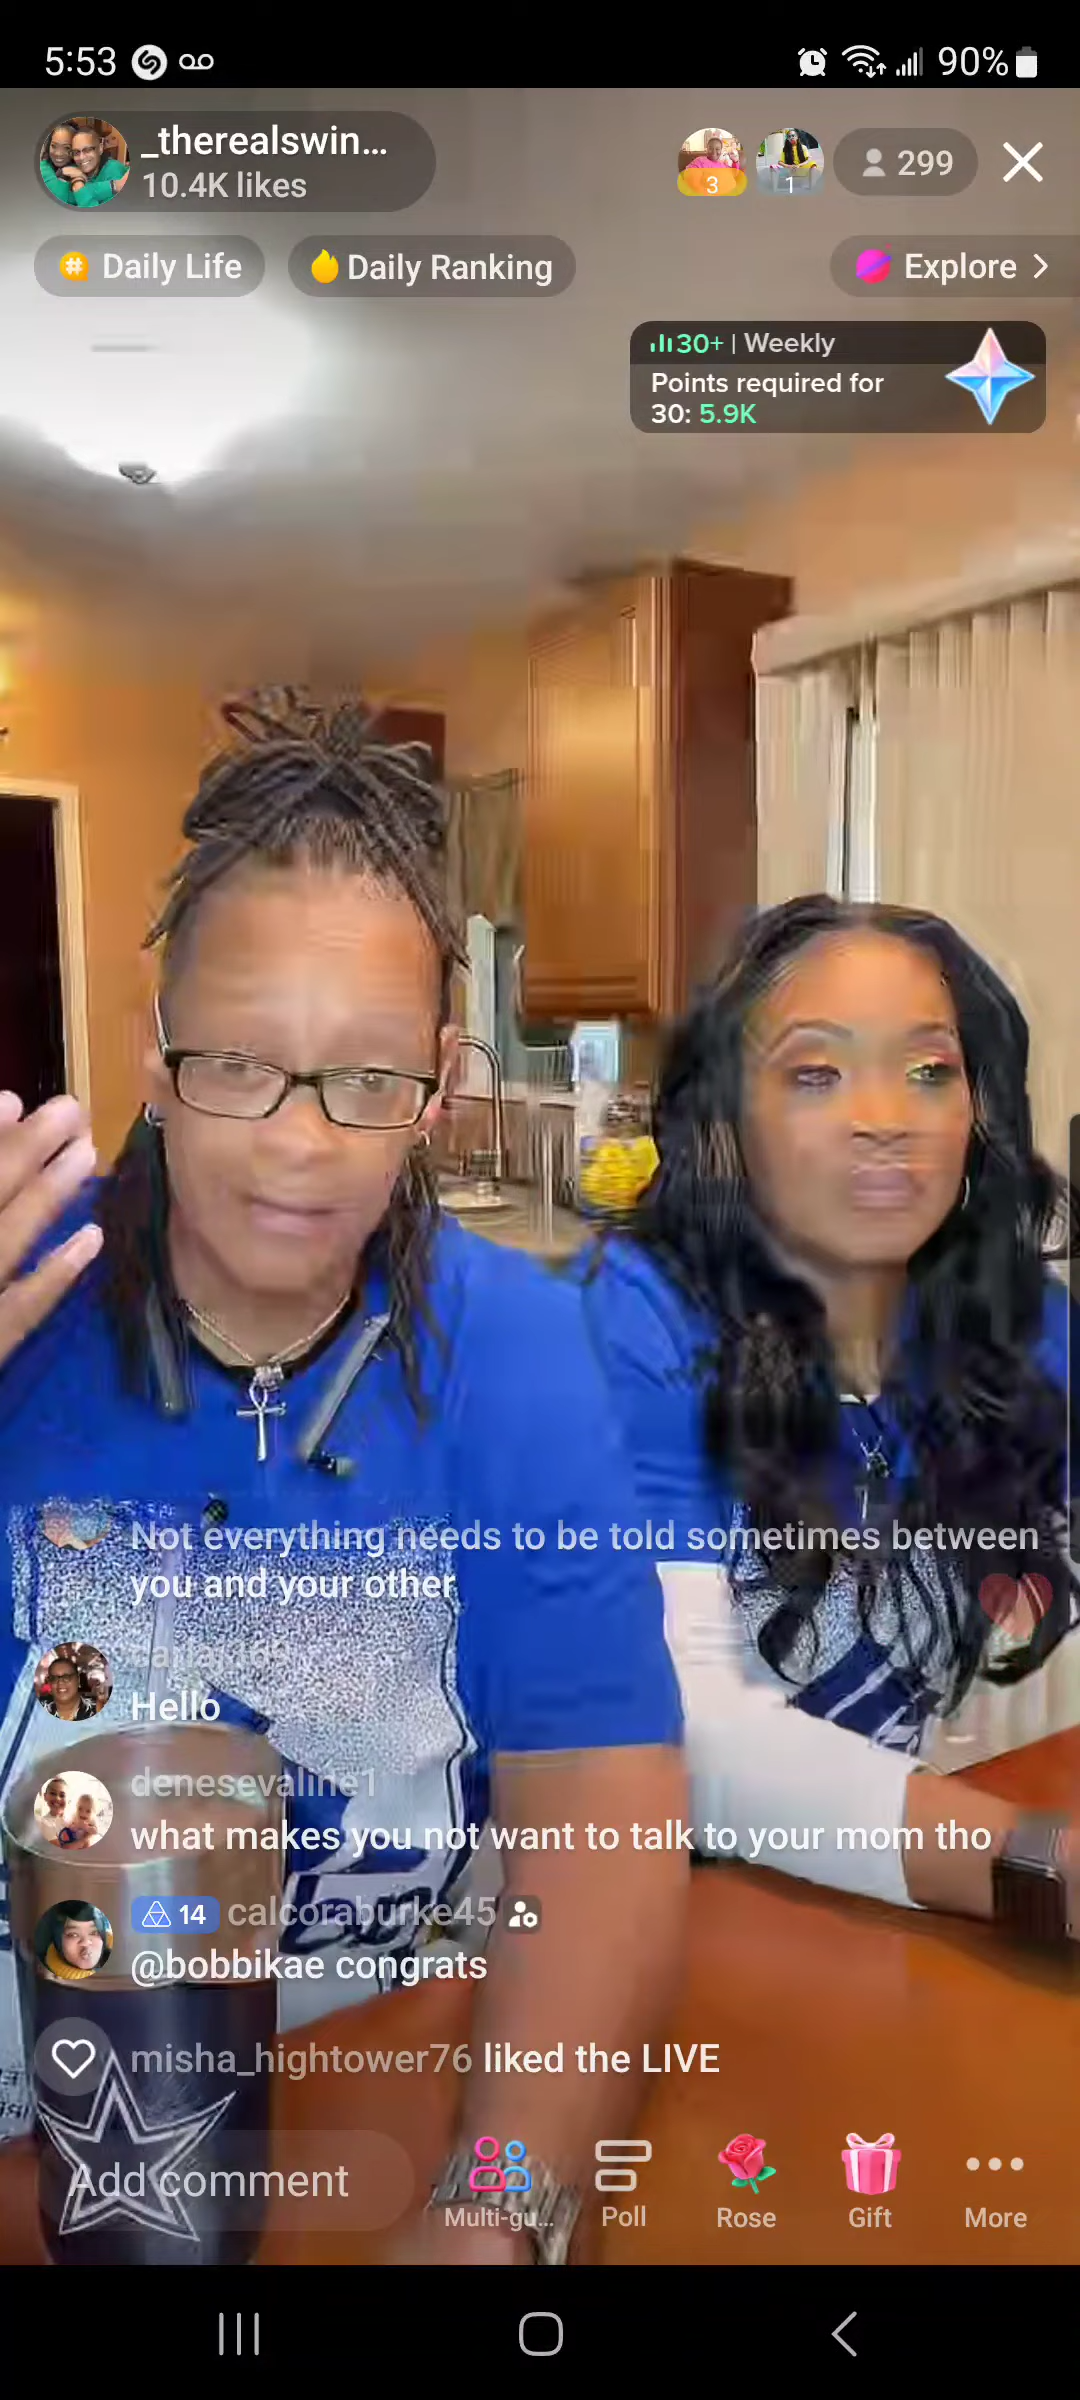 5:53
90%
_therealswin...
10.4K likes
3
1
299
# Daily Life
Daily Ranking
Explore >
30+ | Weekly
Points required for
30: 5.9K
Not everything needs to be told sometimes between
you and your other
Hello
denesevaline1
what makes you not want to talk to your mom tho
14 calcoraburke45
@bobbikae congrats
misha_hightower76 liked the LIVE
Add comment
Multi-gu...
Poll
Rose
Gift
More